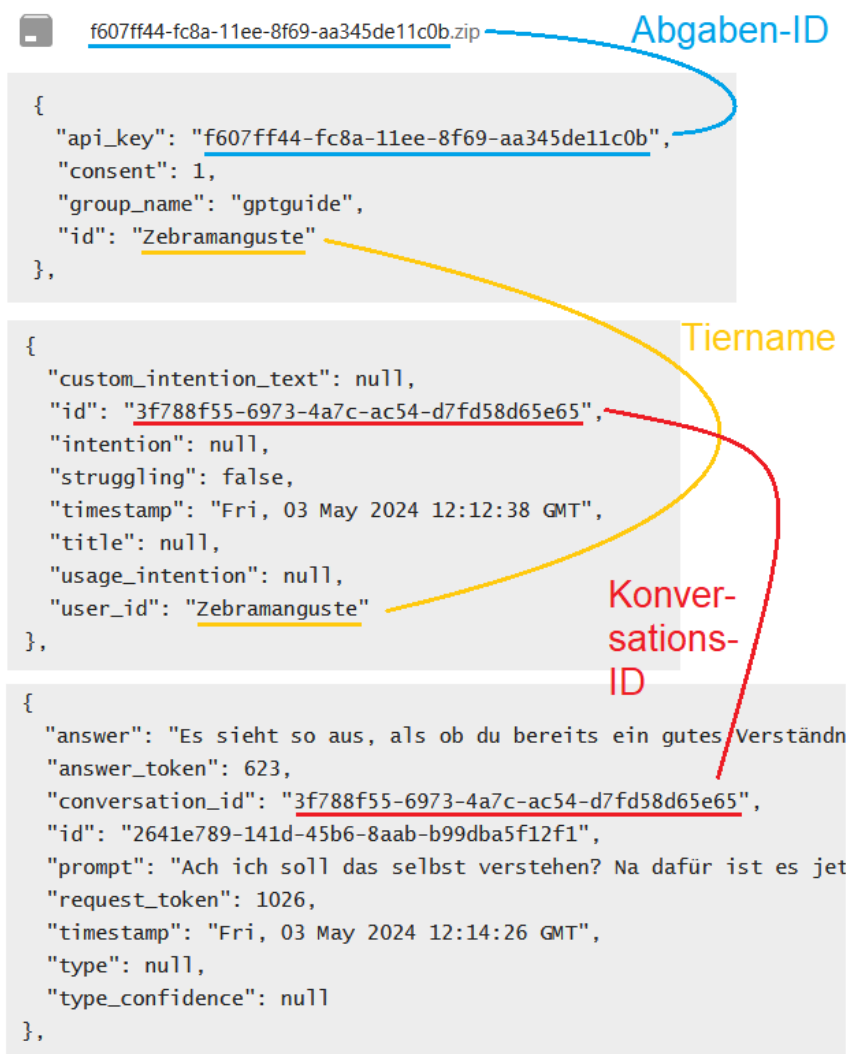 f607ff44-fc8a-11ee-8f69-aa345de11c0b.zip
Abgaben-ID
{
"api_key": "f607ff44-fc8a-11ee-8f69-aa345de11c0b",
"consent": 1,
"group_name": "gptguide",
"id": "Zebramanguste"
},
Tiername
{
"custom_intention_text": null,
"id": "3f788f55-6973-4a7c-ac54-d7fd58d65e65",
"intention": null,
"struggling": false,
"timestamp": "Fri, 03 May 2024 12:12:38 GMT",
"title": null,
"usage_intention": null,
"user_id": "Zebramanguste"
},
Konver-
sations-
ID
{
"answer": "Es sieht so aus, als ob du bereits ein gutes Verständn
"answer_token": 623,
"conversation_id": "3f788f55-6973-4a7c-ac54-d7fd58d65e65",
"id": "2641e789-141d-45b6-8aab-b99dba5f12f1",
"prompt": "Ach ich soll das selbst verstehen? Na dafür ist es jet
"request_token": 1026,
"timestamp": "Fri, 03 May 2024 12:14:26 GMT",
"type": null,
"type_confidence": null
},